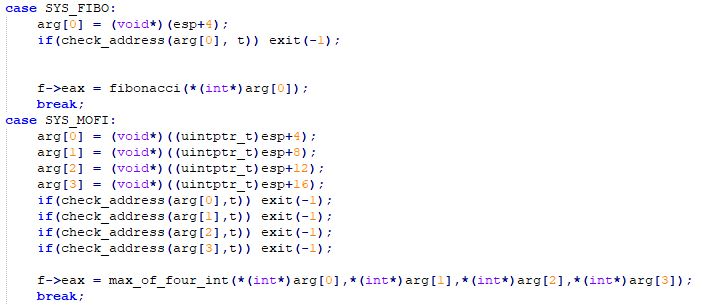 case SYS_FIBO:
arg[0] = (void*)(esp+4);
if(check_address(arg[0], t)) exit(-1);
f->eax = fibonacci(*(int*)arg[0]);
break;
case SYS_MOFI:
arg[0] = (void*)((uintptr_t)esp+4);
arg[1] = (void*)((uintptr_t)esp+8);
arg[2] = (void*)((uintptr_t)esp+12);
arg[3] = (void*)((uintptr_t)esp+16);
if(check_address(arg[0],t)) exit(-1);
if(check_address(arg[1],t)) exit(-1);
if(check_address(arg[2],t)) exit(-1);
if(check_address(arg[3],t)) exit(-1);
f->eax = max_of_four_int(*(int*)arg[0],*(int*)arg[1],*(int*)arg[2],*(int*)arg[3]);
break;